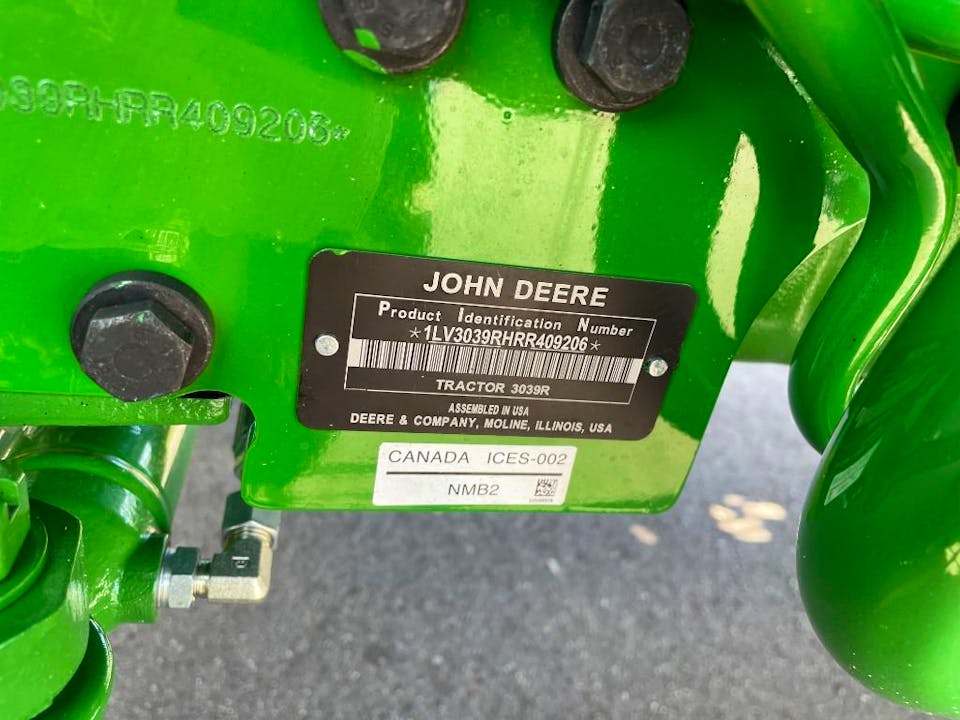 039RHRR409206*
JOHN DEERE
Product Identification Number
*1LV3039RHRR409206*
TRACTOR 3039R
ASSEMBLED IN USA
DEERE & COMPANY, MOLINE, ILLINOIS, USA
CANADA ICES-002
NMB2